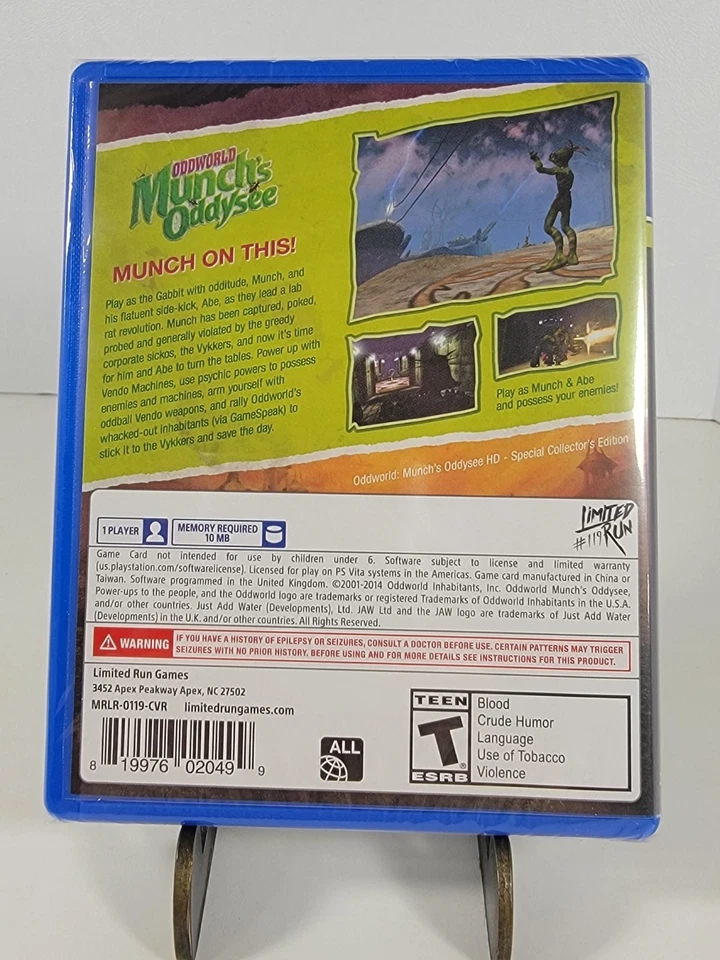 ODDWORLD
Munch's
Oddysee
MUNCH ON THIS!
Play as the Gabbit with odditude, Munch, and
his flatuent side-kick, Abe, as they lead a lab
rat revolution. Munch has been captured, poked,
probed and generally violated by the greedy
corporate sickos, the Vykkers, and now it's time
for him and Abe to turn the tables. Power up with
Vendo Machines, use psychic powers to possess
enemies and machines, arm yourself with
oddball Vendo weapons, and rally Oddworld's
whacked-out inhabitants (via GameSpeak) to
stick it to the Vykkers and save the day.
Play as Munch & Abe
and possess your enemies!
Oddworld: Munch's Oddysee HD - Special Collector's Edition
LIMITED
RUN
#119
1 PLAYER
MEMORY REQUIRED
10 MB
Game Card not intended for use by children under 6. Software subject to license and limited warranty
(us.playstation.com/softwarelicense). Licensed for play on PS Vita systems in the Americas. Game card manufactured in China or
Taiwan. Software programmed in the United Kingdom. ©2001-2014 Oddworld Inhabitants, Inc. Oddworld Munch's Oddysee,
Power-ups to the people, and the Oddworld logo are trademarks or registered Trademarks of Oddworld Inhabitants in the U.S.A.
and/or other countries. Just Add Water (Developments), Ltd. JAW Ltd and the JAW logo are trademarks of Just Add Water
(Developments) in the U.K. and/or other countries. All Rights Reserved.
WARNING
IF YOU HAVE A HISTORY OF EPILEPSY OR SEIZURES, CONSULT A DOCTOR BEFORE USE. CERTAIN PATTERNS MAY TRIGGER
SEIZURES WITH NO PRIOR HISTORY. BEFORE USING AND FOR MORE DETAILS SEE INSTRUCTIONS FOR THIS PRODUCT.
Limited Run Games
3452 Apex Peakway Apex, NC 27502
MRLR-0119-CVR limitedrungames.com
8 19976 02049 9
ALL
TEEN
T
®
ESRB
Blood
Crude Humor
Language
Use of Tobacco
Violence